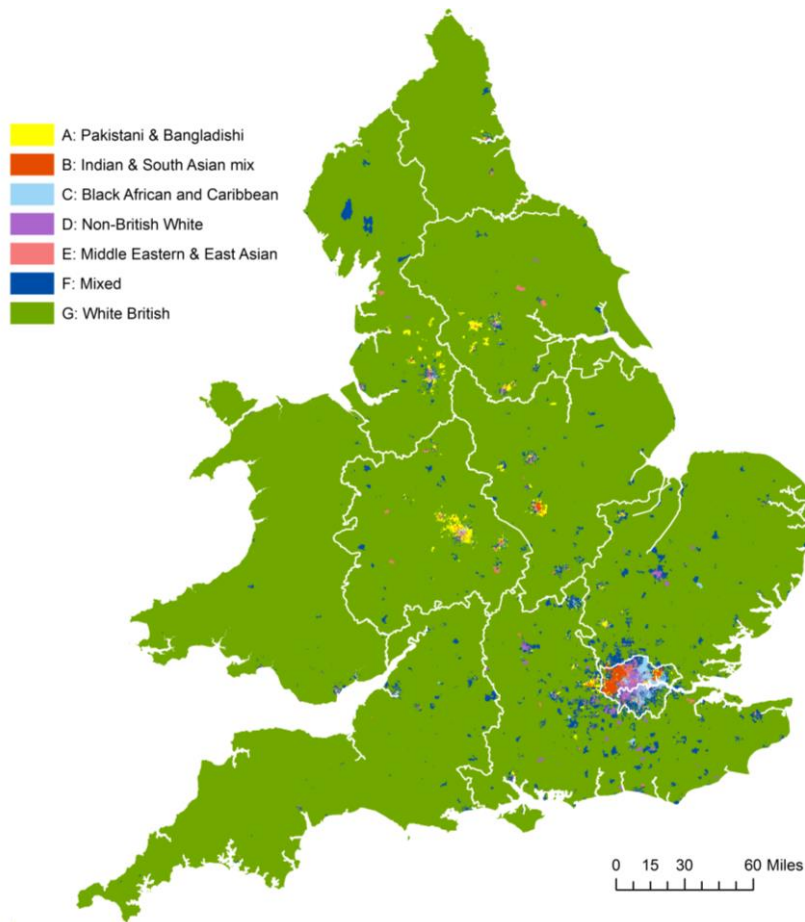 A: Pakistani & Bangladishi
B: Indian & South Asian mix
C: Black African and Caribbean
D: Non-British White
E: Middle Eastern & East Asian
F: Mixed
G: White British
0 15 30 60 Miles